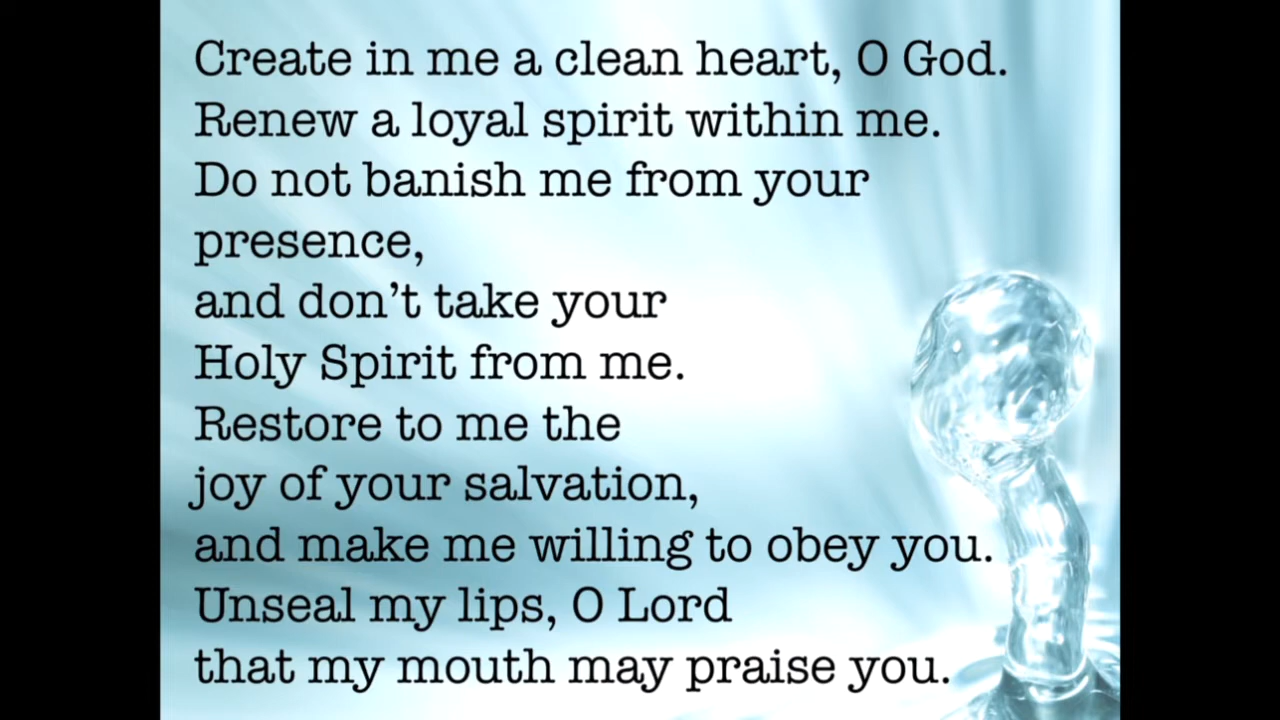 Create in me a clean heart, O God.
Renew a loyal spirit within me.
Do not banish me from your
presence,
and don’t take your
Holy Spirit from me.
Restore to me the
joy of your salvation,
and make me willing to obey you.
Unseal my lips, O Lord
that my mouth may praise you.